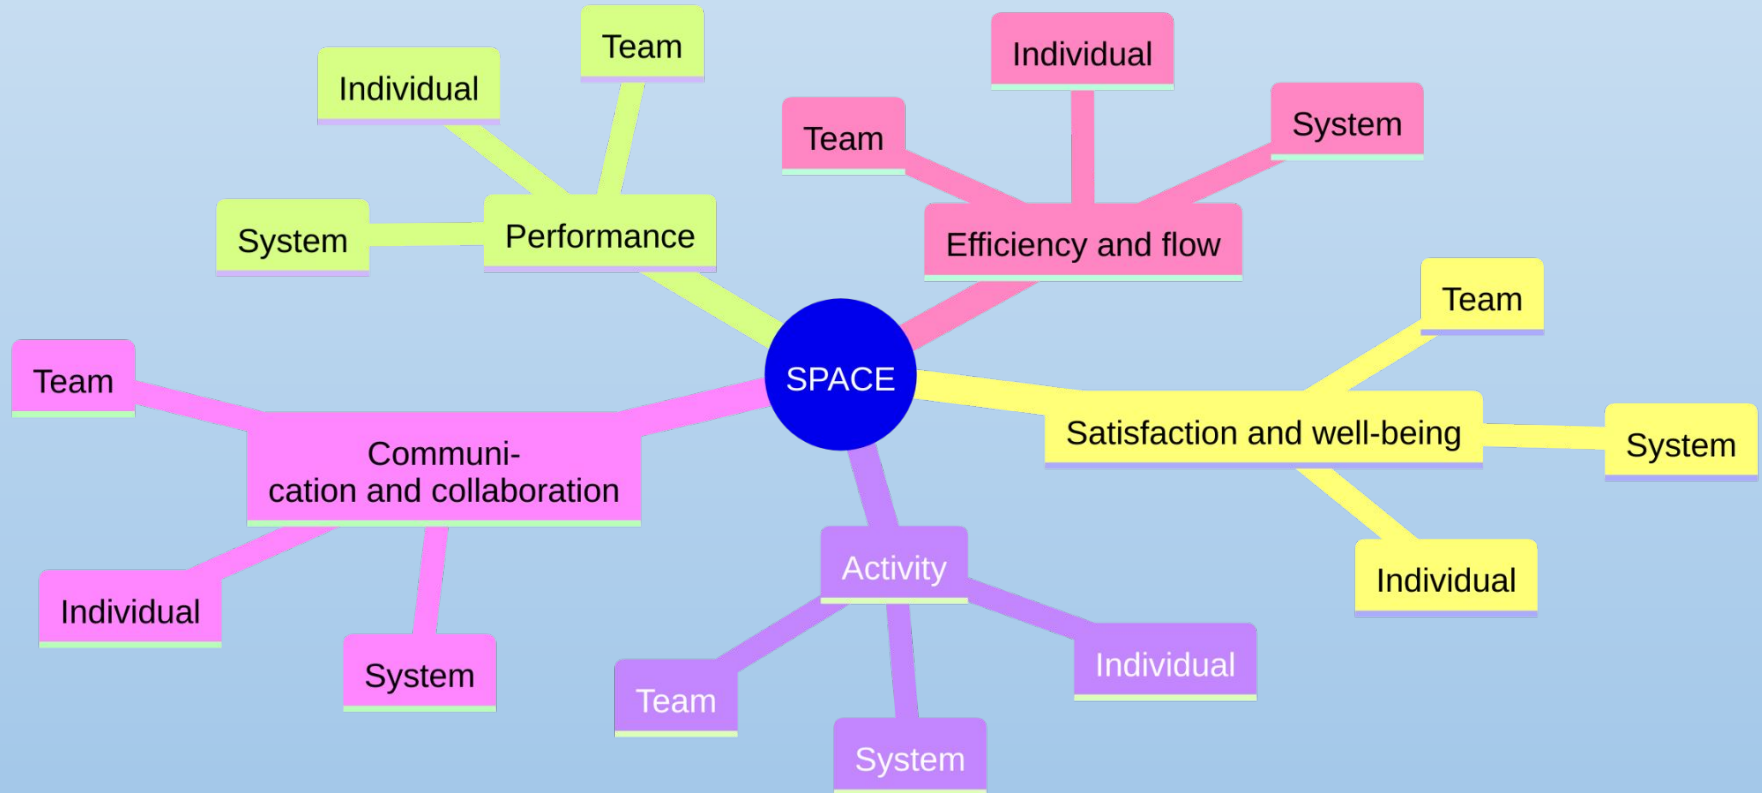 Team
Individual
System
Performance
Individual
Team
System
Efficiency and flow
SPACE
Team
Satisfaction and well-being
System
Individual
Team
Communi-
cation and collaboration
Individual
System
Activity
Individual
Team
System